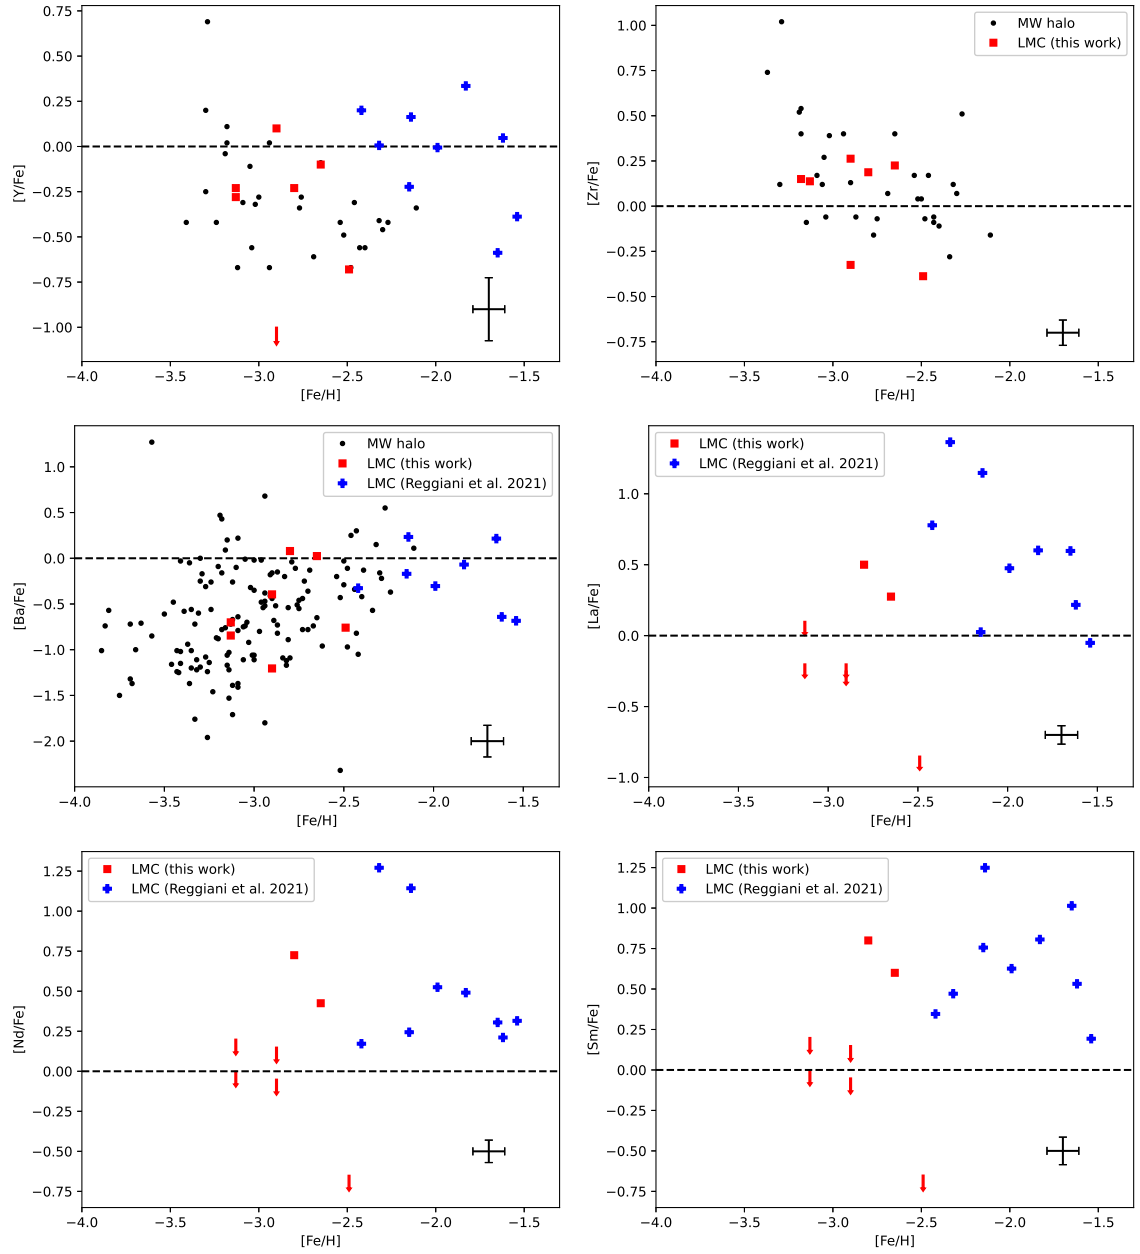 0.75
0.50
0.25
0.00
−0.25
−0.50
−0.75
−1.00
[Y/Fe]
−4.0 −3.5 −3.0 −2.5 −2.0 −1.5
[Fe/H]
MW halo
LMC (this work)
1.00
0.75
0.50
0.25
0.00
−0.25
−0.50
−0.75
[Zr/Fe]
−4.0 −3.5 −3.0 −2.5 −2.0 −1.5
[Fe/H]
MW halo
LMC (this work)
LMC (Reggiani et al. 2021)
1.0
0.5
0.0
−0.5
−1.0
−1.5
−2.0
[Ba/Fe]
−4.0 −3.5 −3.0 −2.5 −2.0 −1.5
[Fe/H]
LMC (this work)
LMC (Reggiani et al. 2021)
1.0
0.5
0.0
−0.5
−1.0
[La/Fe]
−4.0 −3.5 −3.0 −2.5 −2.0 −1.5
[Fe/H]
LMC (this work)
LMC (Reggiani et al. 2021)
1.25
1.00
0.75
0.50
0.25
0.00
−0.25
−0.50
−0.75
[Nd/Fe]
−4.0 −3.5 −3.0 −2.5 −2.0 −1.5
[Fe/H]
LMC (this work)
LMC (Reggiani et al. 2021)
1.25
1.00
0.75
0.50
0.25
0.00
−0.25
−0.50
−0.75
[Sm/Fe]
−4.0 −3.5 −3.0 −2.5 −2.0 −1.5
[Fe/H]